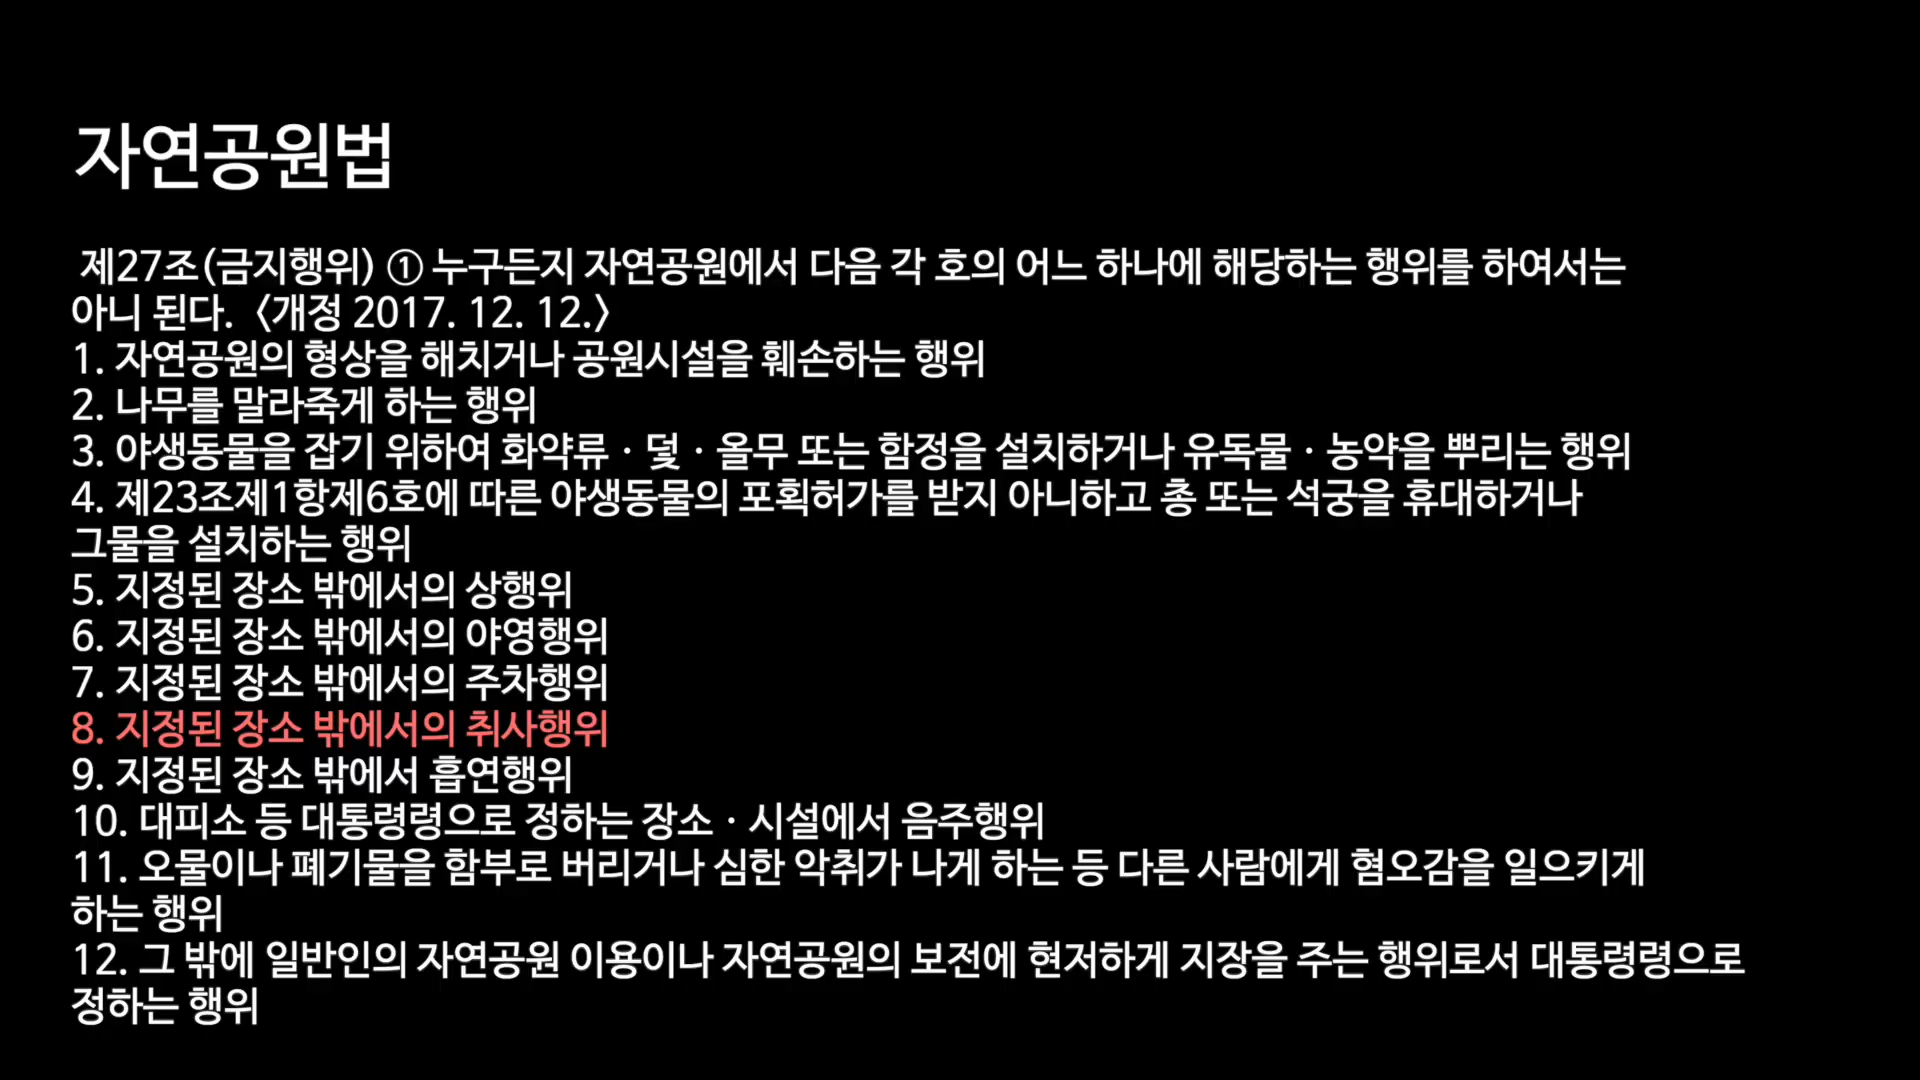 자연공원법
제27조(금지행위) ① 누구든지 자연공원에서 다음 각 호의 어느 하나에 해당하는 행위를 하여서는
아니 된다. 〈개정 2017. 12. 12.〉
1. 자연공원의 형상을 해치거나 공원시설을 훼손하는 행위
2. 나무를 말라죽게 하는 행위
3. 야생동물을 잡기 위하여 화약류 · 덫 · 올무 또는 함정을 설치하거나 유독물 · 농약을 뿌리는 행위
4. 제23조제1항제6호에 따른 야생동물의 포획허가를 받지 아니하고 총 또는 석궁을 휴대하거나
그물을 설치하는 행위
5. 지정된 장소 밖에서의 상행위
6. 지정된 장소 밖에서의 야영행위
7. 지정된 장소 밖에서의 주차행위
8. 지정된 장소 밖에서의 취사행위
9. 지정된 장소 밖에서 흡연행위
10. 대피소 등 대통령령으로 정하는 장소 · 시설에서 음주행위
11. 오물이나 폐기물을 함부로 버리거나 심한 악취가 나게 하는 등 다른 사람에게 혐오감을 일으키게
하는 행위
12. 그 밖에 일반인의 자연공원 이용이나 자연공원의 보전에 현저하게 지장을 주는 행위로서 대통령령으로
정하는 행위